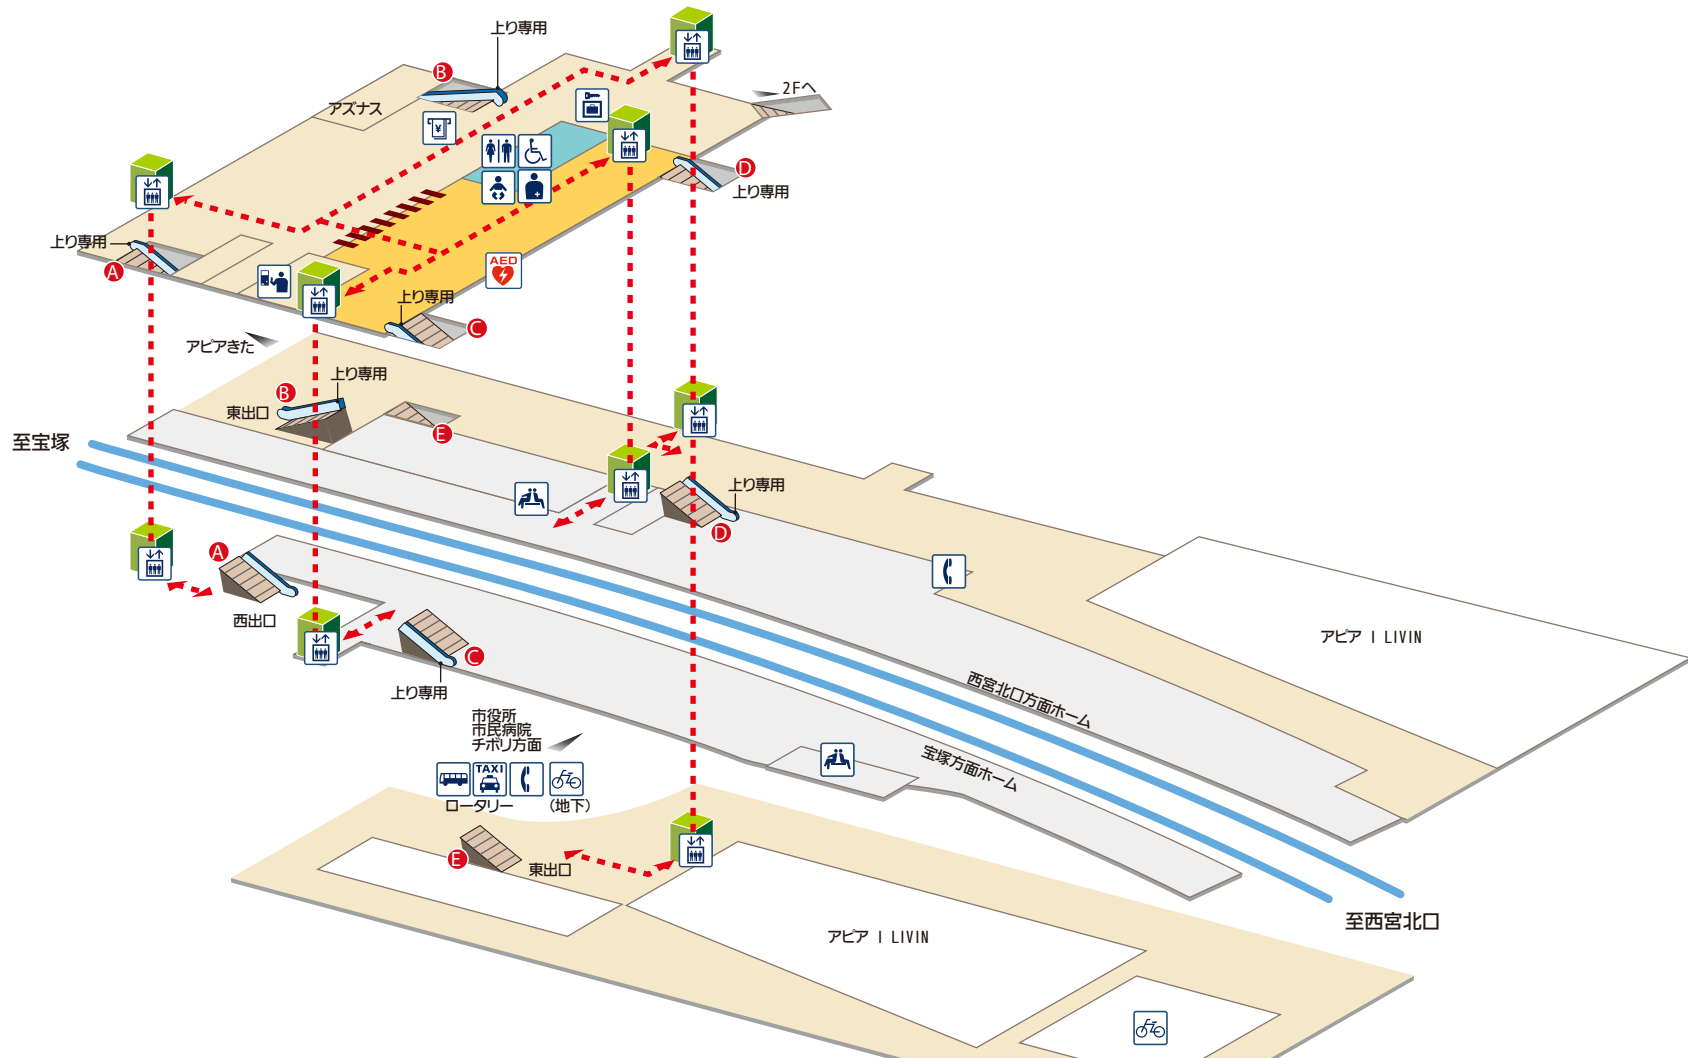 上り専用
B
2Fへ
アズナス
D
上り専用
上り専用
A
AED
上り専用
C
アピアきた
上り専用
B
東出口
E
至宝塚
上り専用
D
A
西出口
C
上り専用
アピア I LIVIN
西宮北口方面ホーム
宝塚方面ホーム
市役所
市民病院
チボリ方面
TAXI
ロータリー
(地下)
E
東出口
至西宮北口
アピア I LIVIN